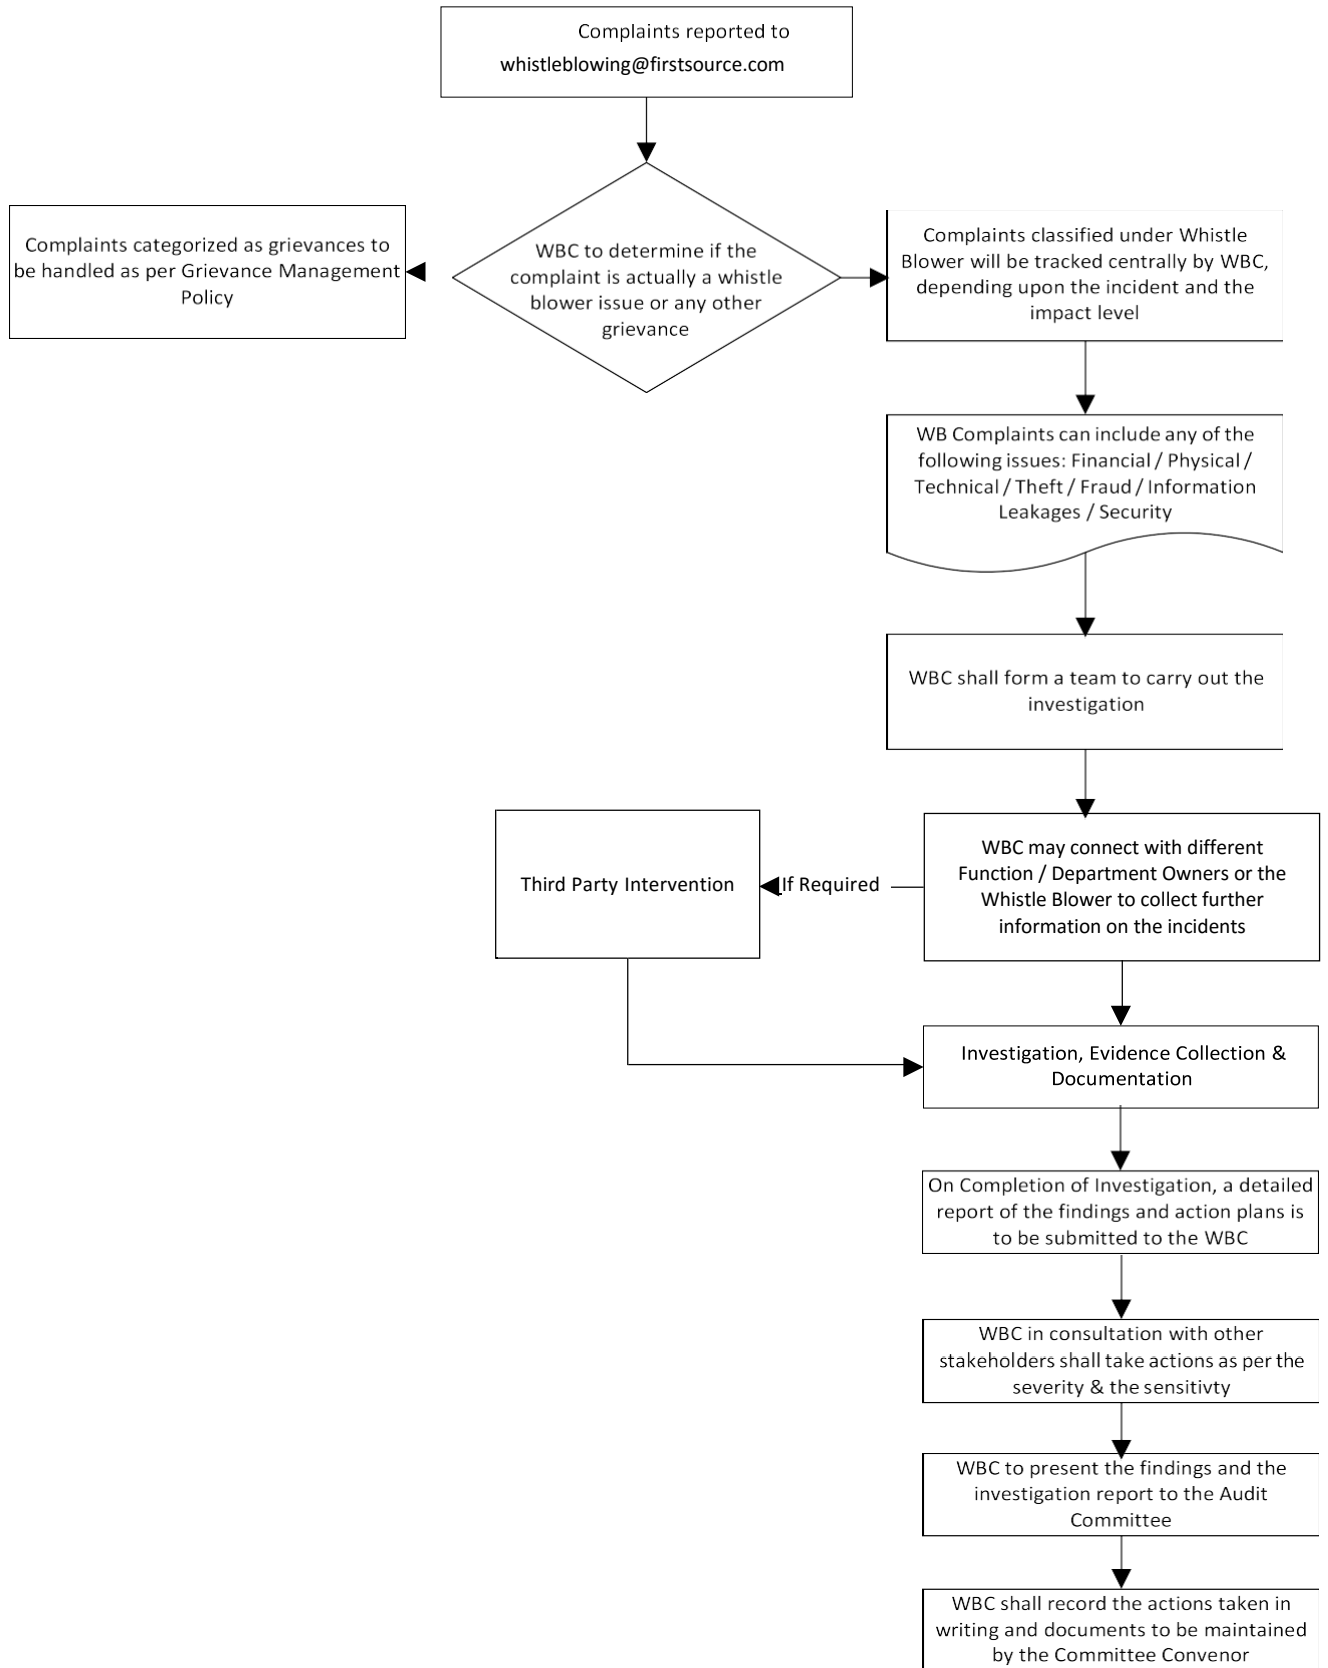 Complaints reported to
whistleblowing@firstsource.com
Complaints categorized as grievances to
be handled as per Grievance Management
Policy
WBC to determine if the
complaint is actually a whistle
blower issue or any other
grievance
Complaints classified under Whistle
Blower will be tracked centrally by WBC,
depending upon the incident and the
impact level
WB Complaints can include any of the
following issues: Financial / Physical /
Technical / Theft / Fraud / Information
Leakages / Security
WBC shall form a team to carry out the
investigation
Third Party Intervention
If Required
WBC may connect with different
Function / Department Owners or the
Whistle Blower to collect further
information on the incidents
Investigation, Evidence Collection &
Documentation
On Completion of Investigation, a detailed
report of the findings and action plans is
to be submitted to the WBC
WBC in consultation with other
stakeholders shall take actions as per the
severity & the sensitivty
WBC to present the findings and the
investigation report to the Audit
Committee
WBC shall record the actions taken in
writing and documents to be maintained
by the Committee Convenor